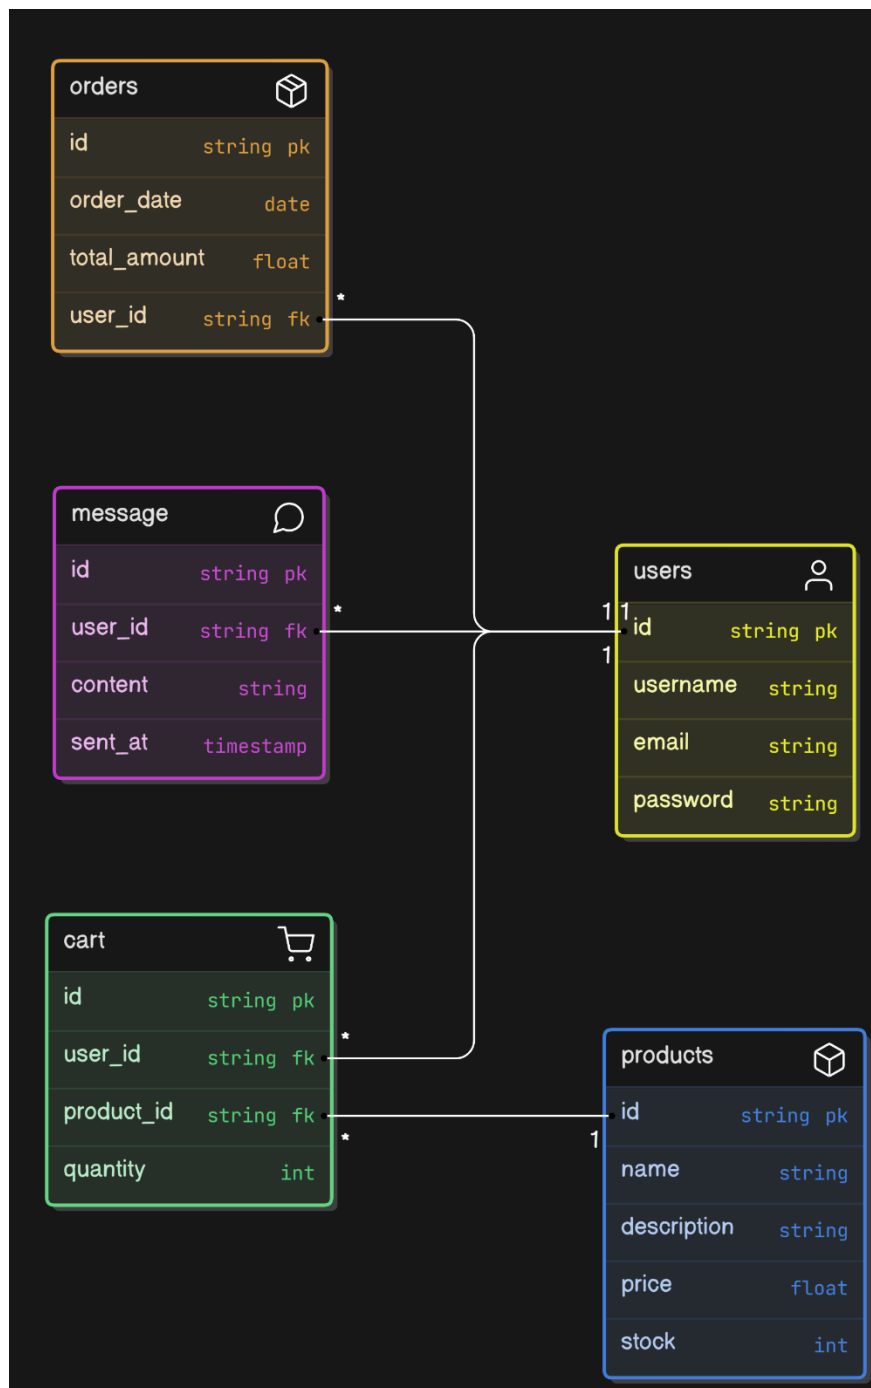 orders
id string pk
order_date date
total_amount float
user_id string fk
*
message
id string pk
user_id string fk
content string
sent_at timestamp
*
users
1 1
id string pk
1
username string
email string
password string
cart
id string pk
user_id string fk
product_id string fk
quantity int
*
*
products
id string pk
1
name string
description string
price float
stock int